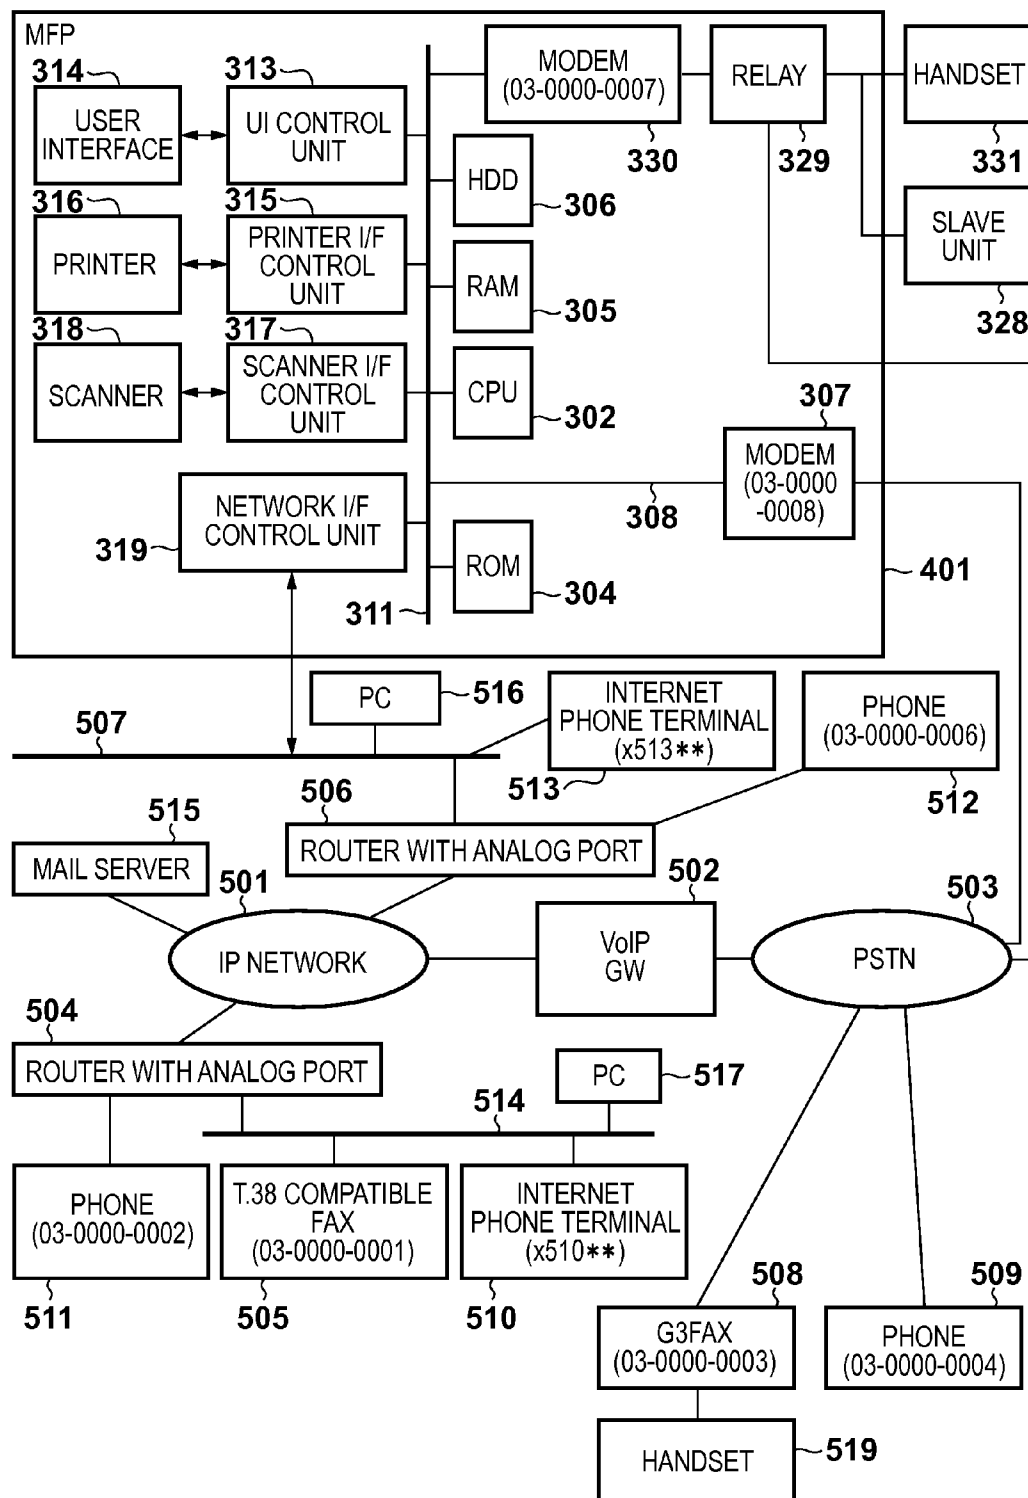 MFP
314
USER
INTERFACE
313
UI CONTROL
UNIT
MODEM
(03-0000-0007)
330
RELAY
329
HANDSET
331
HDD
306
SLAVE
UNIT
328
316
PRINTER
315
PRINTER I/F
CONTROL
UNIT
RAM
305
318
SCANNER
317
SCANNER I/F
CONTROL
UNIT
CPU
302
307
MODEM
(03-0000
-0008)
308
NETWORK I/F
CONTROL UNIT
319
ROM
304
311
401
PC
516
INTERNET
PHONE TERMINAL
(x513**)
513
PHONE
(03-0000-0006)
512
507
506
ROUTER WITH ANALOG PORT
515
MAIL SERVER
501
IP NETWORK
502
VoIP
GW
503
PSTN
504
ROUTER WITH ANALOG PORT
PC
517
514
PHONE
(03-0000-0002)
511
T.38 COMPATIBLE
FAX
(03-0000-0001)
505
INTERNET
PHONE TERMINAL
(x510**)
510
508
G3FAX
(03-0000-0003)
509
PHONE
(03-0000-0004)
HANDSET
519